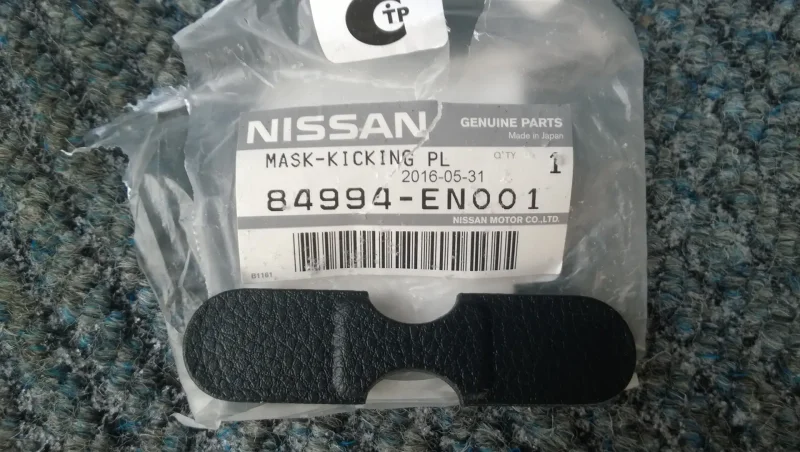 CTP
NISSAN
GENUINE PARTS
Made in Japan
MASK-KICKING PL
Q'TY
1
2016-05-31
84994-EN001
NISSAN MOTOR CO.,LTD.
B1161